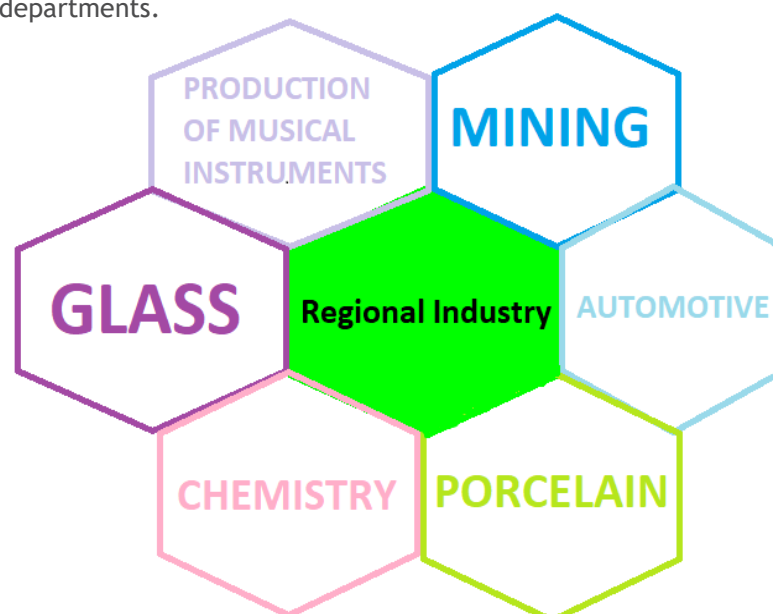 departments.
PRODUCTION
OF MUSICAL
INSTRUMENTS
MINING
GLASS
Regional Industry
AUTOMOTIVE
CHEMISTRY
PORCELAIN